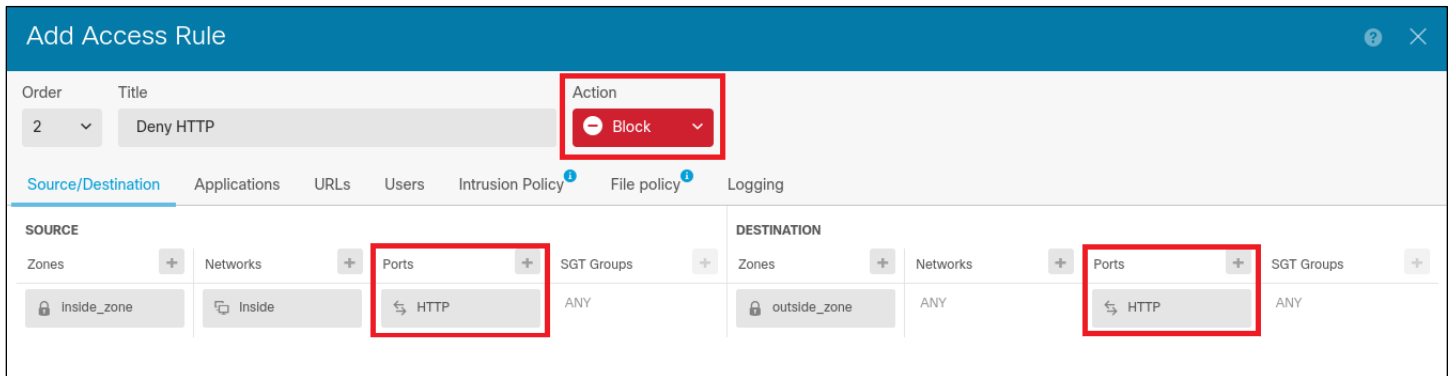 Add Access Rule
Order Title Action
2 Deny HTTP Block
Source/Destination Applications URLs Users Intrusion Policy File policy Logging
SOURCE DESTINATION
Zones Networks Ports SGT Groups Zones Networks Ports SGT Groups
inside_zone Inside HTTP ANY outside_zone ANY HTTP ANY